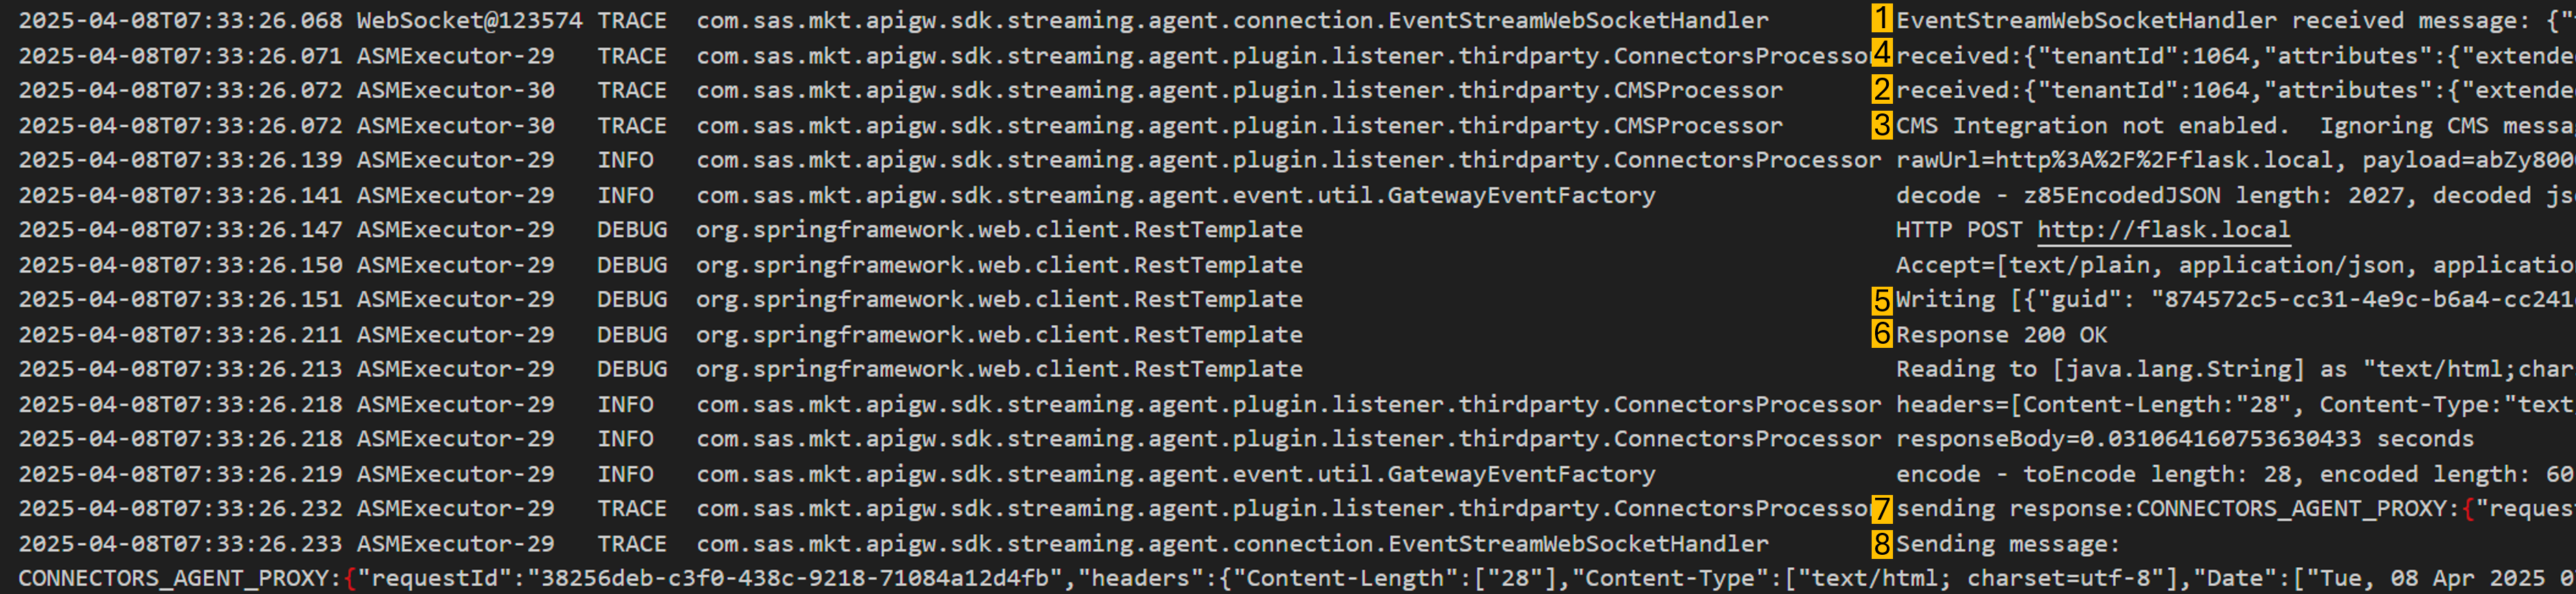 2025-04-08T07:33:26.068 WebSocket@123574 TRACE com.sas.mkt.apigw.sdk.streaming.agent.connection.EventStreamWebSocketHandler 1 EventStreamWebSocketHandler received message: {"
2025-04-08T07:33:26.071 ASMExecutor-29 TRACE com.sas.mkt.apigw.sdk.streaming.agent.plugin.listener.thirdparty.ConnectorsProcessor 4 received:{"tenantId":1064,"attributes":{"extende
2025-04-08T07:33:26.072 ASMExecutor-30 TRACE com.sas.mkt.apigw.sdk.streaming.agent.plugin.listener.thirdparty.CMSProcessor 2 received:{"tenantId":1064,"attributes":{"extende
2025-04-08T07:33:26.072 ASMExecutor-30 TRACE com.sas.mkt.apigw.sdk.streaming.agent.plugin.listener.thirdparty.CMSProcessor 3 CMS Integration not enabled.  Ignoring CMS messa
2025-04-08T07:33:26.139 ASMExecutor-29 INFO com.sas.mkt.apigw.sdk.streaming.agent.plugin.listener.thirdparty.ConnectorsProcessor rawUrl=http%3A%2F%2Fflask.local, payload=abZy800
2025-04-08T07:33:26.141 ASMExecutor-29 INFO com.sas.mkt.apigw.sdk.streaming.agent.event.util.GatewayEventFactory decode - z85EncodedJSON length: 2027, decoded js
2025-04-08T07:33:26.147 ASMExecutor-29 DEBUG org.springframework.web.client.RestTemplate HTTP POST http://flask.local
2025-04-08T07:33:26.150 ASMExecutor-29 DEBUG org.springframework.web.client.RestTemplate Accept=[text/plain, application/json, applicatio
2025-04-08T07:33:26.151 ASMExecutor-29 DEBUG org.springframework.web.client.RestTemplate 5 Writing [{"guid": "874572c5-cc31-4e9c-b6a4-cc241
2025-04-08T07:33:26.211 ASMExecutor-29 DEBUG org.springframework.web.client.RestTemplate 6 Response 200 OK
2025-04-08T07:33:26.213 ASMExecutor-29 DEBUG org.springframework.web.client.RestTemplate Reading to [java.lang.String] as "text/html;char
2025-04-08T07:33:26.218 ASMExecutor-29 INFO com.sas.mkt.apigw.sdk.streaming.agent.plugin.listener.thirdparty.ConnectorsProcessor headers=[Content-Length:"28", Content-Type:"text
2025-04-08T07:33:26.218 ASMExecutor-29 INFO com.sas.mkt.apigw.sdk.streaming.agent.plugin.listener.thirdparty.ConnectorsProcessor responseBody=0.031064160753630433 seconds
2025-04-08T07:33:26.219 ASMExecutor-29 INFO com.sas.mkt.apigw.sdk.streaming.agent.event.util.GatewayEventFactory encode - toEncode length: 28, encoded length: 60
2025-04-08T07:33:26.232 ASMExecutor-29 TRACE com.sas.mkt.apigw.sdk.streaming.agent.plugin.listener.thirdparty.ConnectorsProcessor 7 sending response:CONNECTORS_AGENT_PROXY:{"reques
2025-04-08T07:33:26.233 ASMExecutor-29 TRACE com.sas.mkt.apigw.sdk.streaming.agent.connection.EventStreamWebSocketHandler 8 Sending message:
CONNECTORS_AGENT_PROXY:{"requestId":"38256deb-c3f0-438c-9218-71084a12d4fb","headers":{"Content-Length":["28"],"Content-Type":["text/html; charset=utf-8"],"Date":["Tue, 08 Apr 2025 0